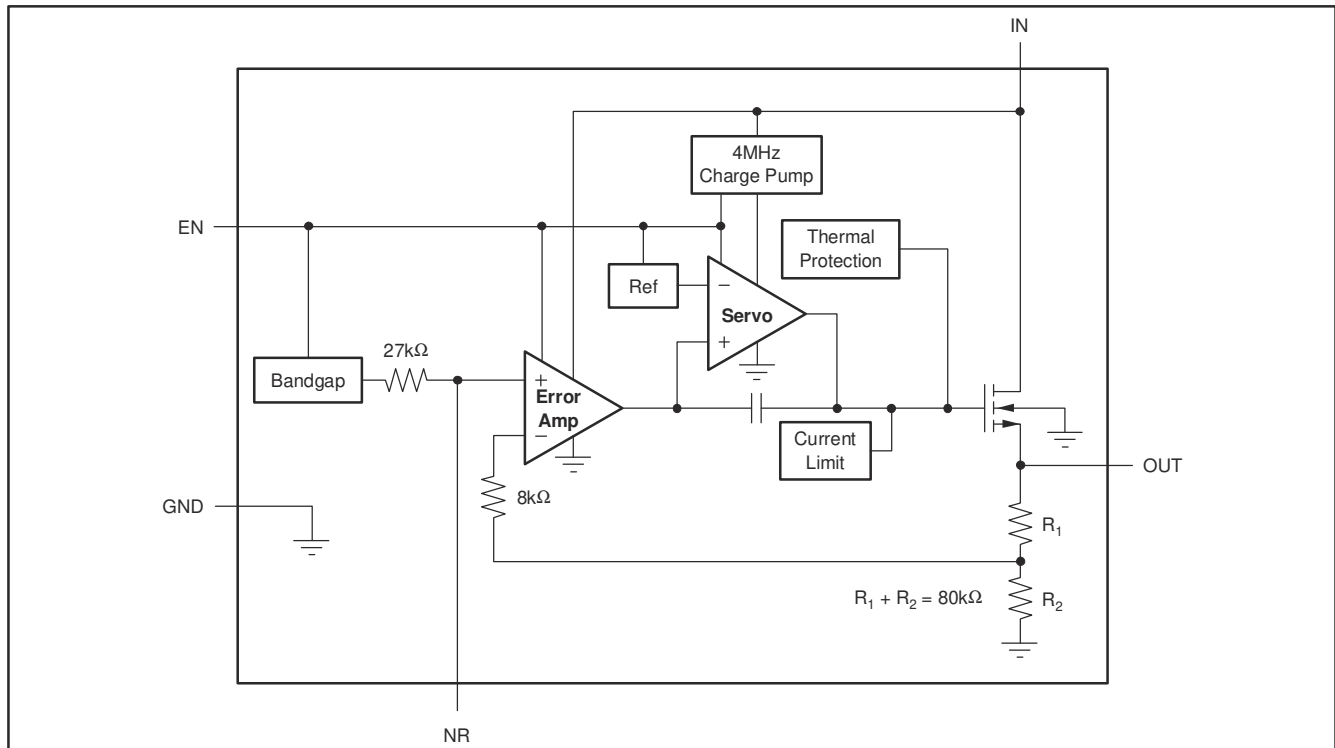 IN
4MHz
Charge Pump
EN
Thermal
Protection
Ref
−
Servo
+
27kΩ
Bandgap
+
Error
Amp
−
Current
Limit
OUT
8kΩ
GND
R1
R1 + R2 = 80kΩ
R2
NR